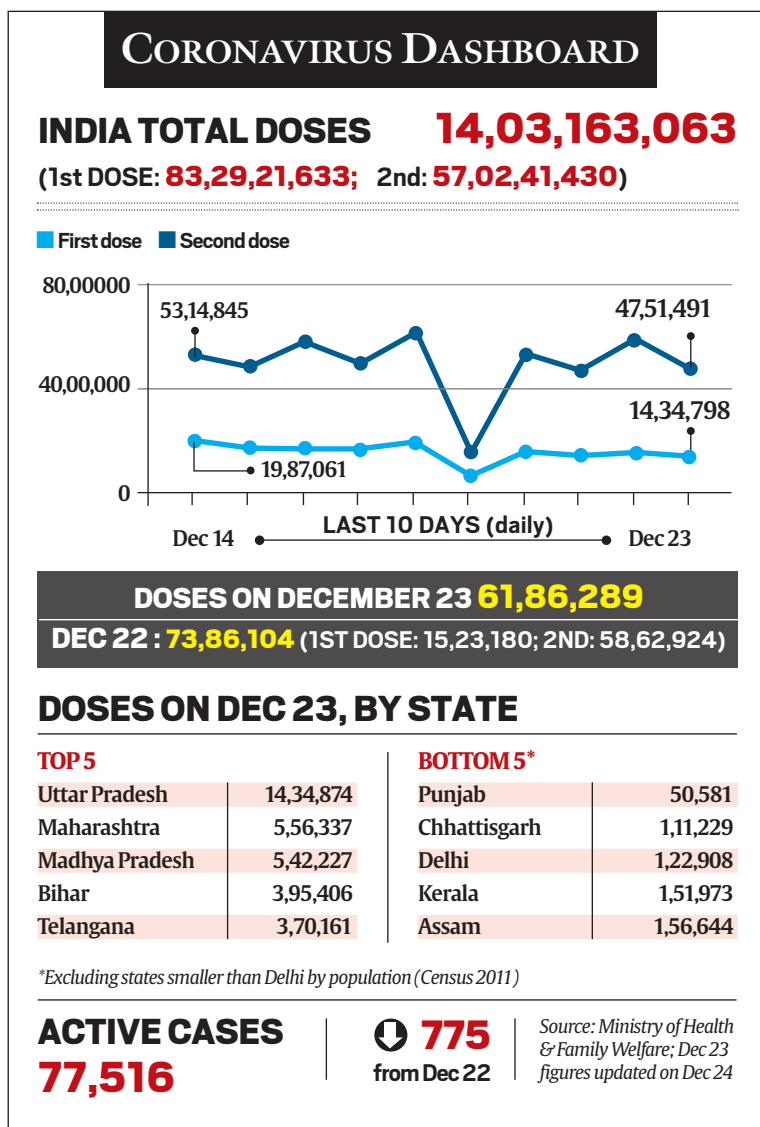 CORONAVIRUS DASHBOARD
INDIA TOTAL DOSES 14,03,163,063
(1st DOSE: 83,29,21,633; 2nd: 57,02,41,430)
First dose Second dose
80,00000
53,14,845
47,51,491
40,00,000
14,34,798
19,87,061
0
Dec 14 LAST 10 DAYS (daily) Dec 23
DOSES ON DECEMBER 23 61,86,289
DEC 22 : 73,86,104 (1ST DOSE: 15,23,180; 2ND: 58,62,924)
DOSES ON DEC 23, BY STATE
TOP 5
Uttar Pradesh 14,34,874
Maharashtra 5,56,337
Madhya Pradesh 5,42,227
Bihar 3,95,406
Telangana 3,70,161
BOTTOM 5*
Punjab 50,581
Chhattisgarh 1,11,229
Delhi 1,22,908
Kerala 1,51,973
Assam 1,56,644
*Excluding states smaller than Delhi by population (Census 2011)
ACTIVE CASES
77,516
775
from Dec 22
Source: Ministry of Health
& Family Welfare; Dec 23
figures updated on Dec 24